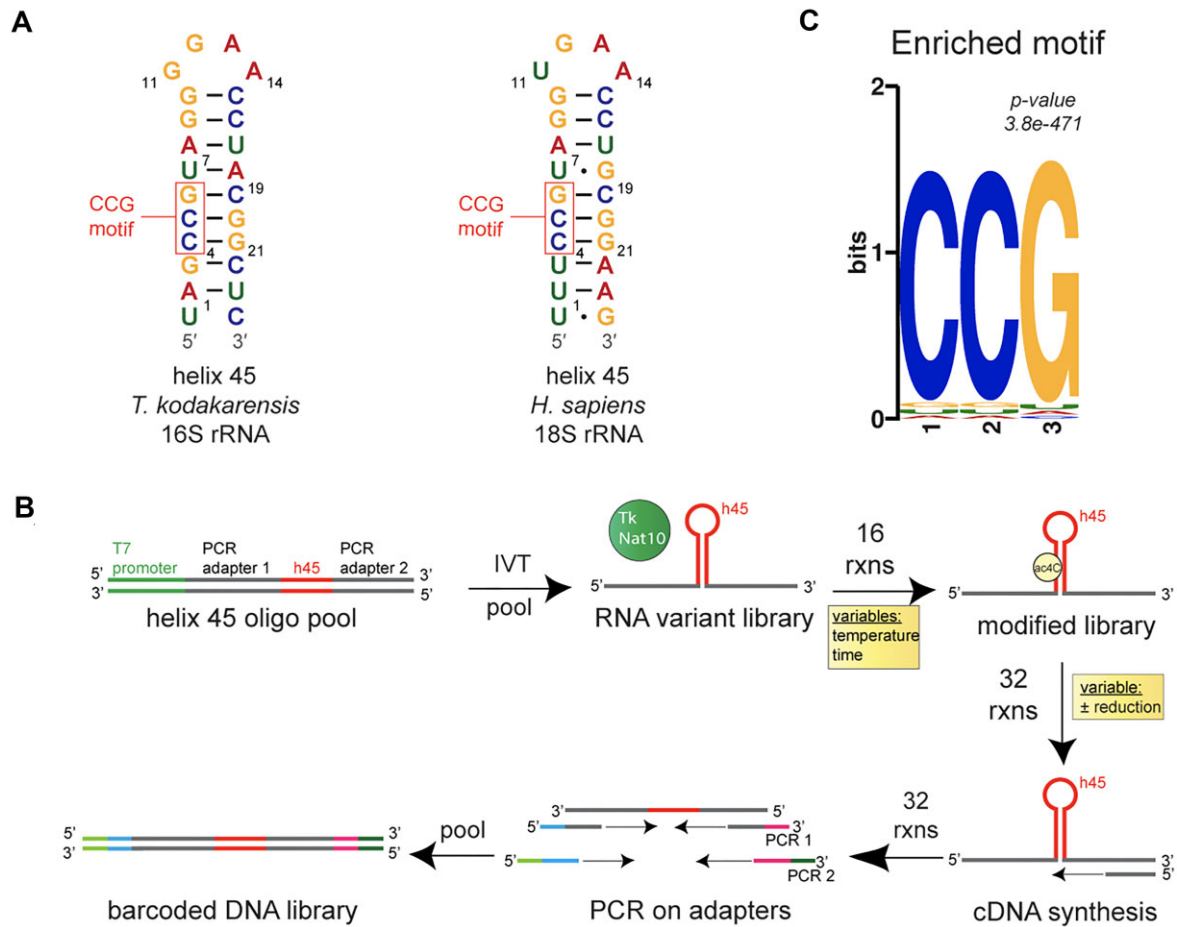 A
G A
G A
11 14
G C
G C
A U
U 7 A
G C 19
CCG
motif
C G
C 4 G 21
G C
A 1 U
U C
5′ 3′
helix 45
T. kodakarensis
16S rRNA
G A
U A
11 14
G C
G C
A U
U 7 G
G C 19
CCG
motif
C G
C 4 G 21
U A
U 1 A
U G
5′ 3′
helix 45
H. sapiens
18S rRNA
C
Enriched motif
p-value
3.8e-471
2
1
0
bits
CCG
1 2 3
B
T7
promoter
PCR
adapter 1
h45
PCR
adapter 2
5′ 3′
3′ 5′
helix 45 oligo pool
IVT
pool
Tk
Nat10
h45
5′ 3′
RNA variant library
16
rxns
variables:
temperature
time
h45
ac4C
5′ 3′
modified library
32
rxns
variable:
± reduction
h45
5′ 3′
5′
cDNA synthesis
32
rxns
3′ 5′
5′ 3′
PCR 1
5′ 3′
PCR 2
PCR on adapters
pool
5′ 3′
3′ 5′
barcoded DNA library